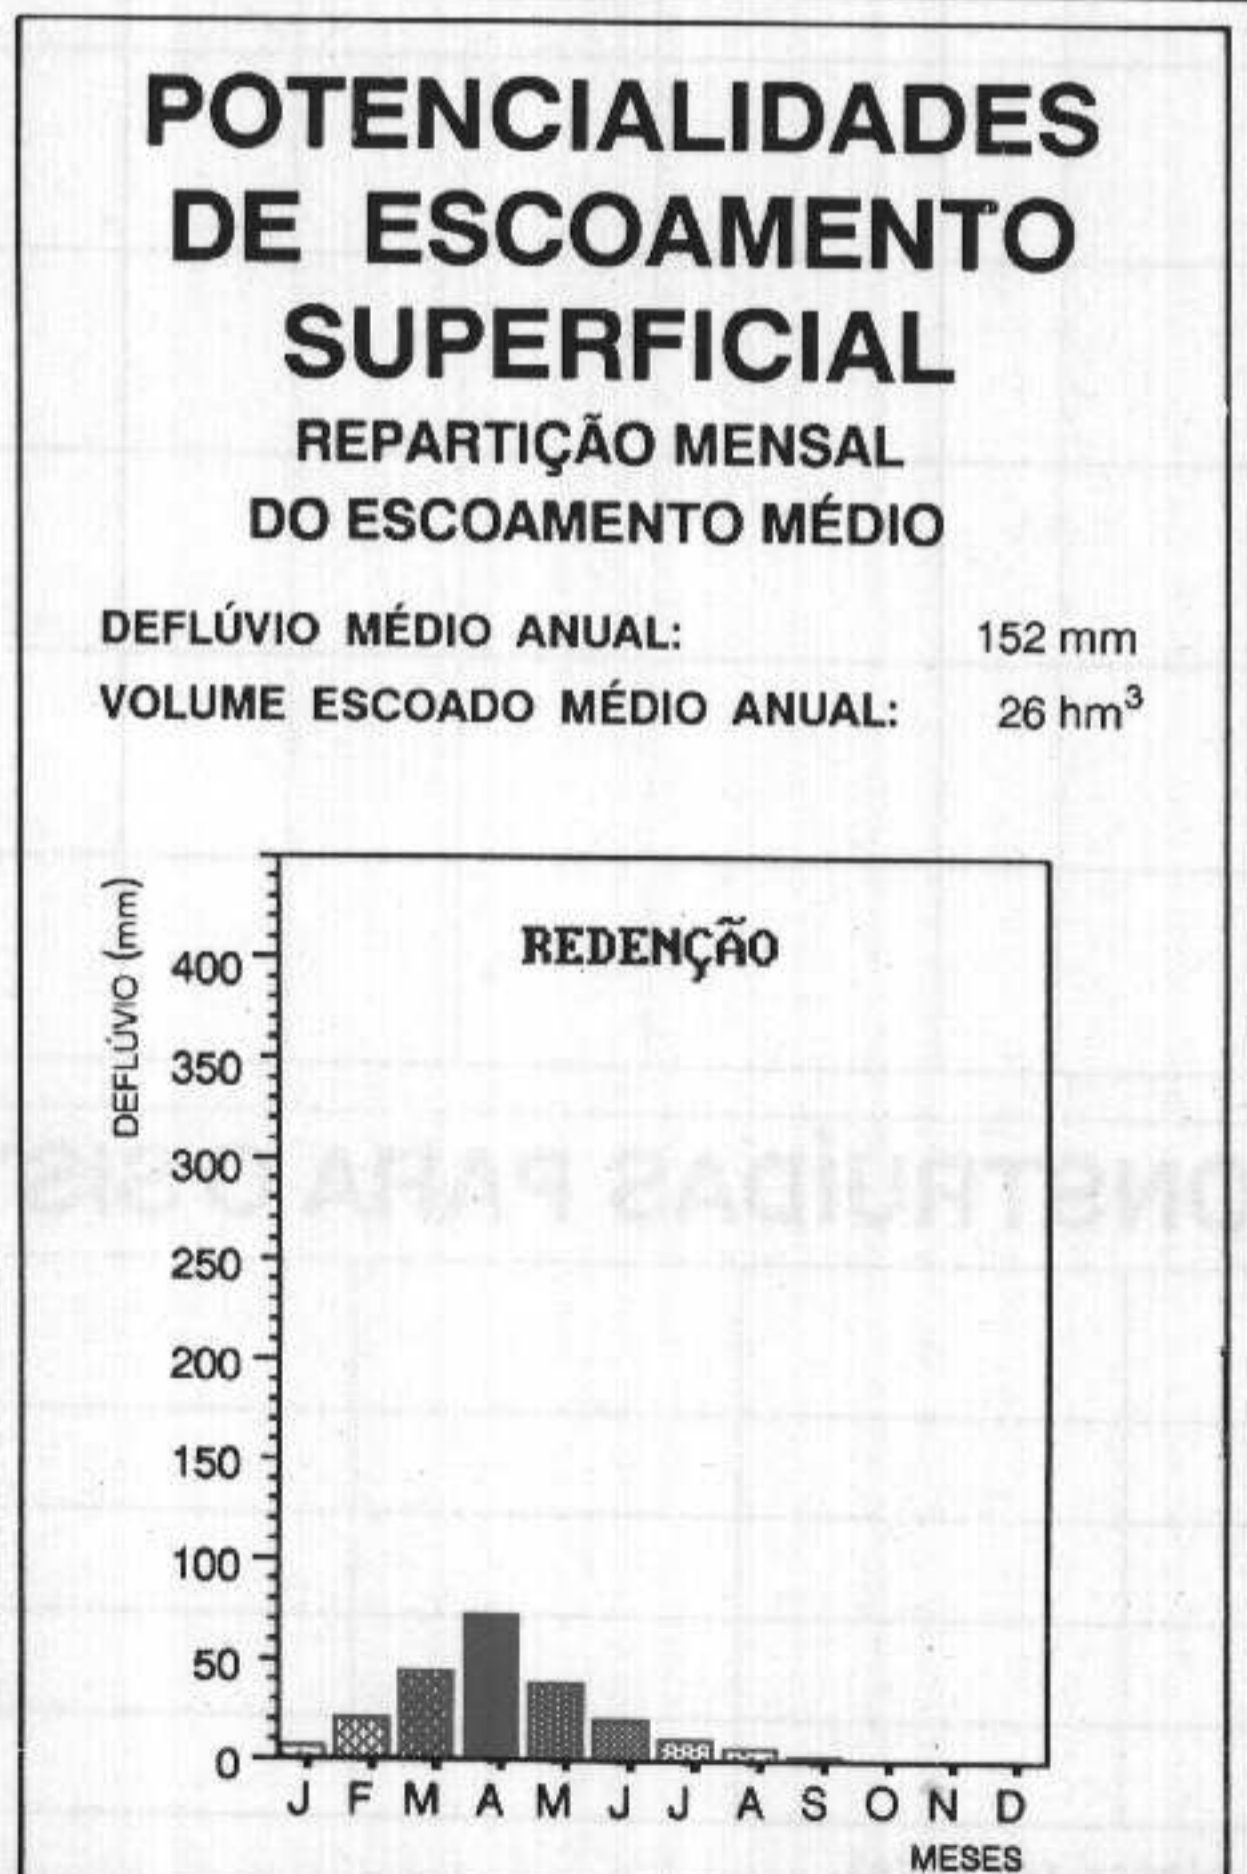 POTENCIALIDADES
DE ESCOAMENTO
SUPERFICIAL
REPARTIÇÃO MENSAL
DO ESCOAMENTO MÉDIO
DEFLÚVIO MÉDIO ANUAL: 152 mm
VOLUME ESCOADO MÉDIO ANUAL: 26 hm³
REDENÇÃO
DEFLÚVIO (mm)
400
350
300
250
200
150
100
50
0
J F M A M J J A S O N D
MESES